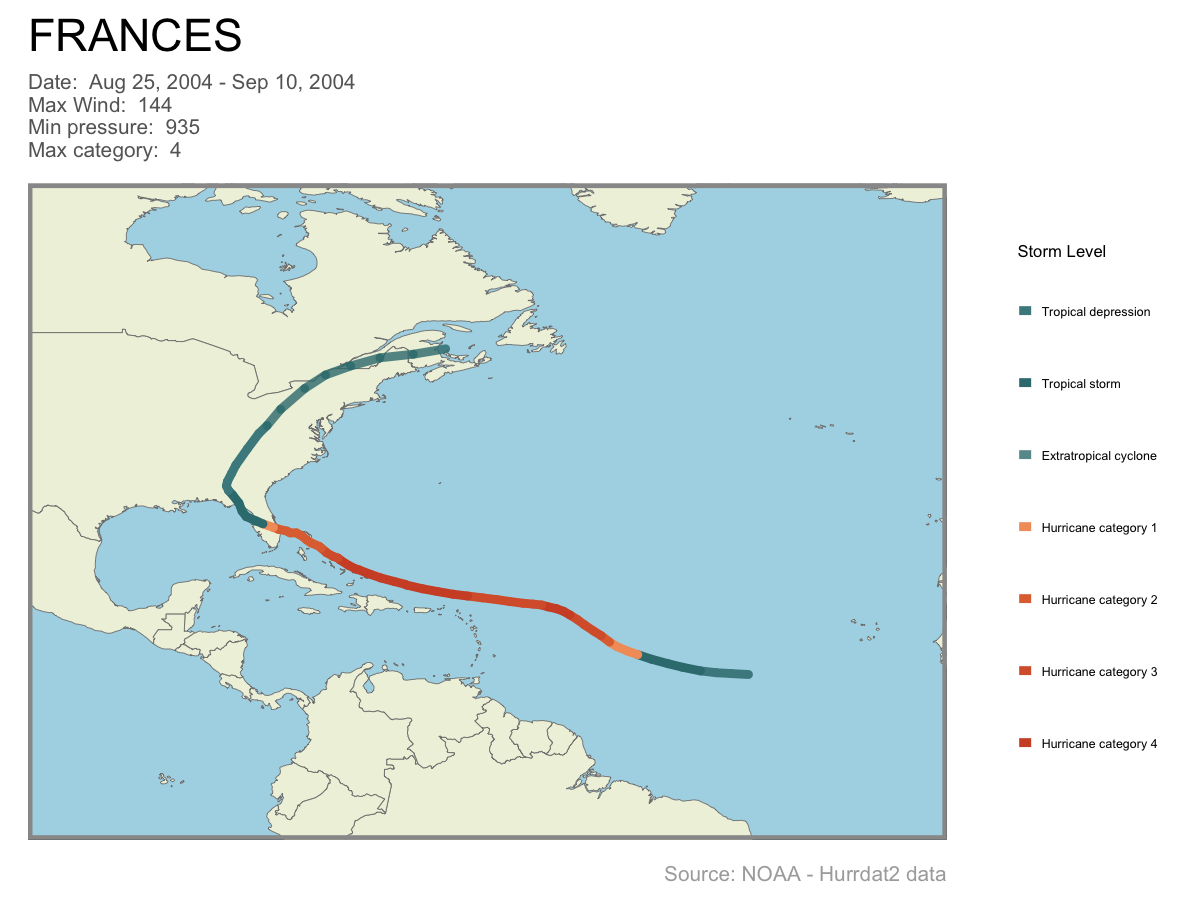 FRANCES
Date:  Aug 25, 2004 - Sep 10, 2004
Max Wind:  144
Min pressure:  935
Max category:  4
Storm Level
Tropical depression
Tropical storm
Extratropical cyclone
Hurricane category 1
Hurricane category 2
Hurricane category 3
Hurricane category 4
Source: NOAA - Hurrdat2 data